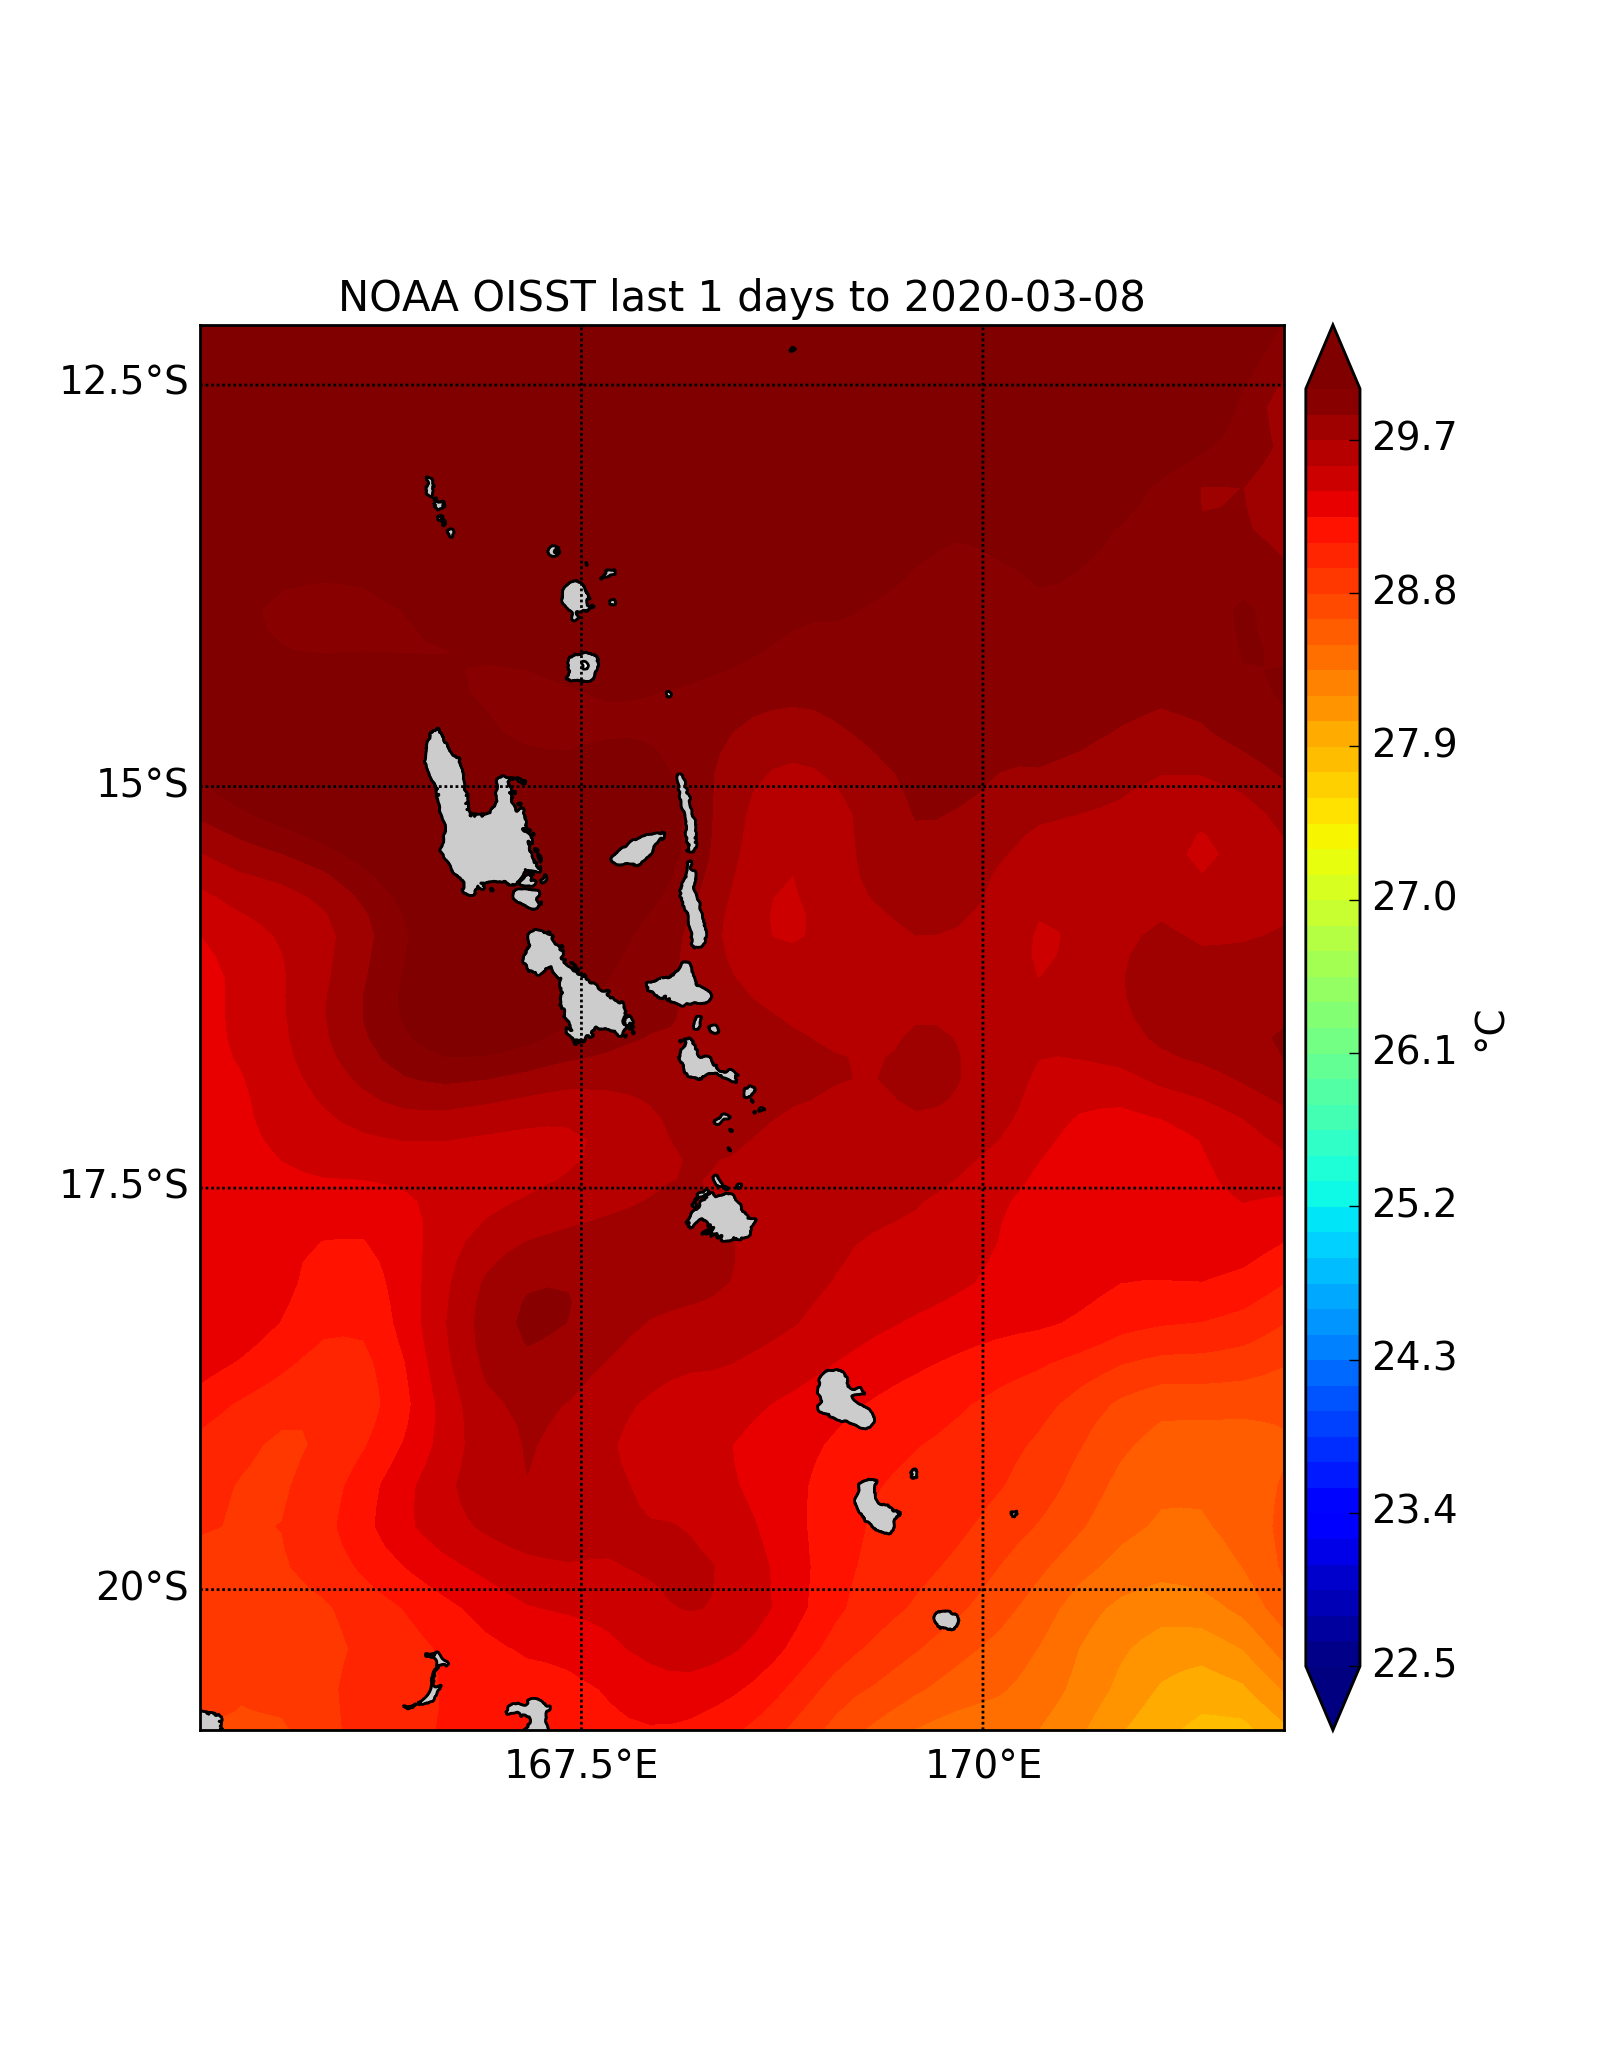 NOAA OISST last 1 days to 2020-03-08
12.5°S
15°S
17.5°S
20°S
167.5°E
170°E
29.7
28.8
27.9
27.0
26.1
25.2
24.3
23.4
22.5
°C